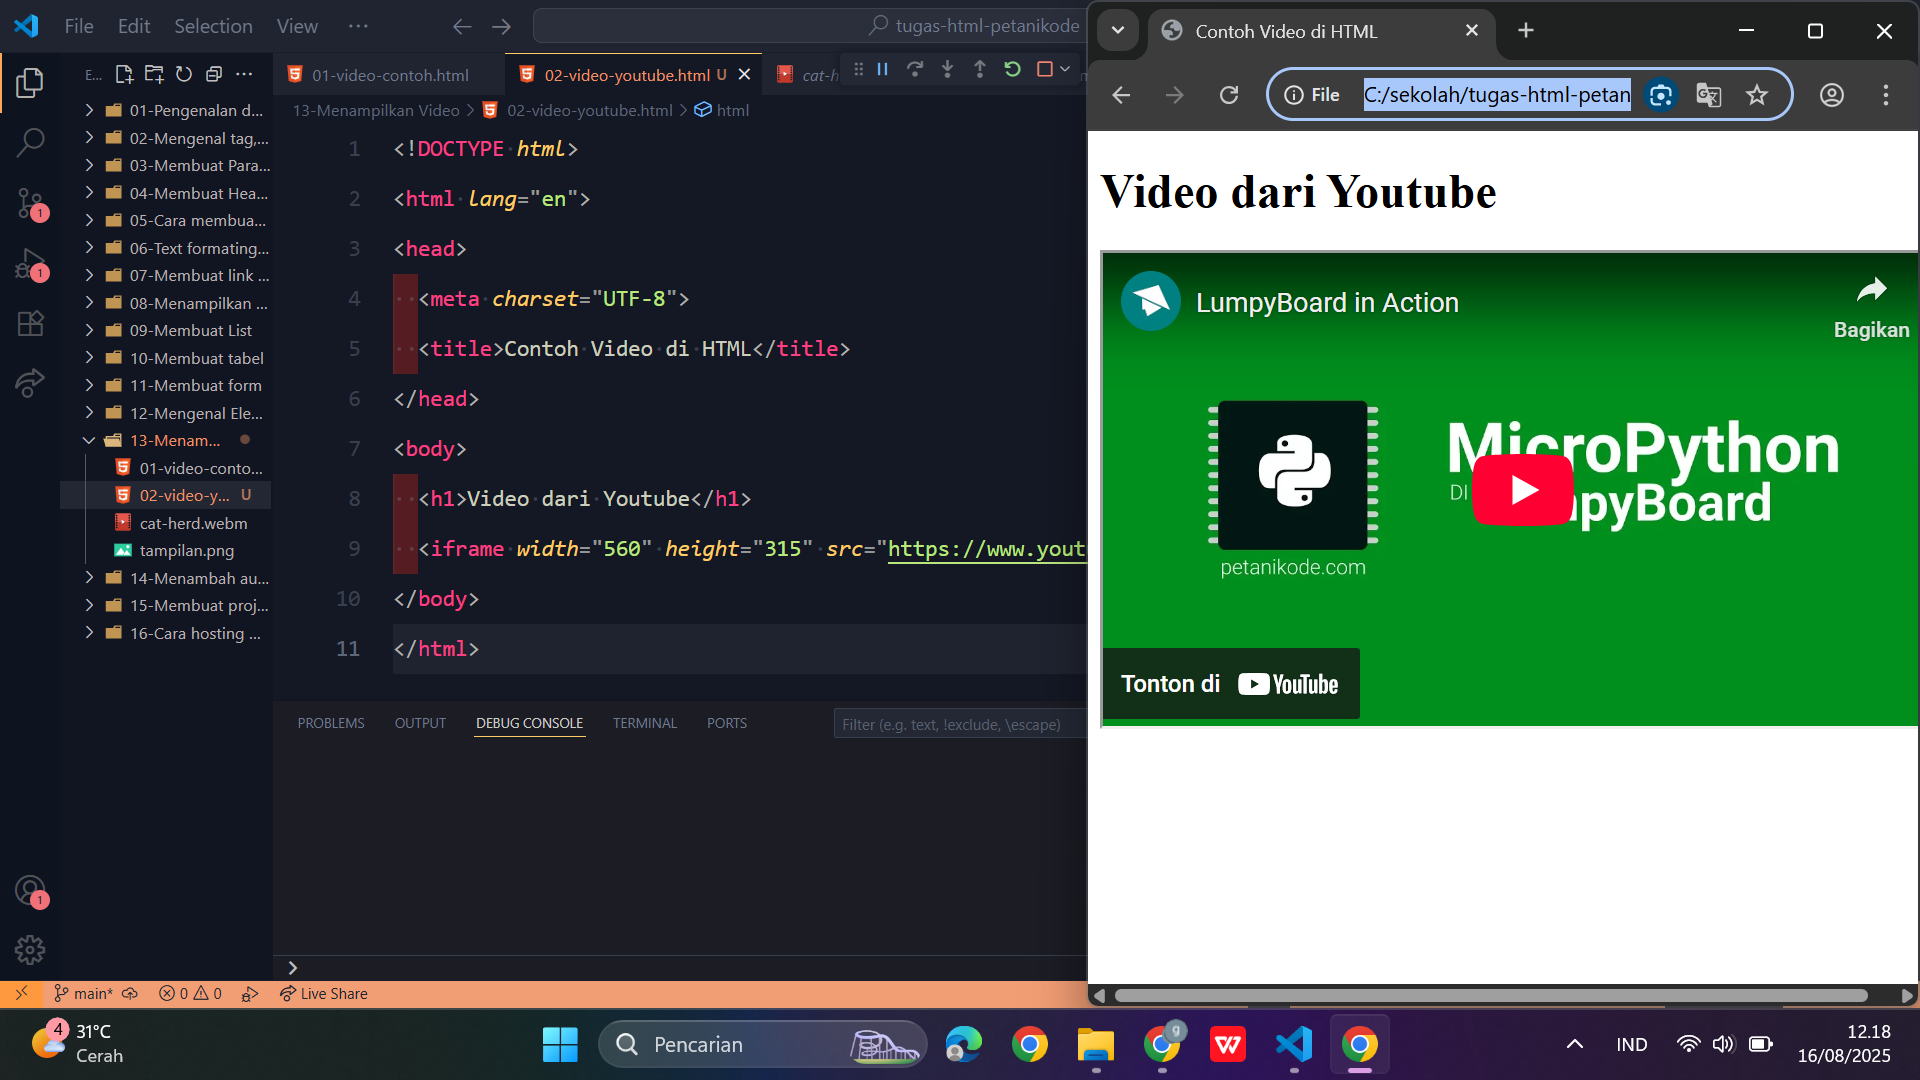 File Edit Selection View ···
tugas-html-petanikode
E...
01-Pengenalan d...
02-Mengenal tag,...
03-Membuat Para...
04-Membuat Hea...
05-Cara membua...
06-Text formating...
07-Membuat link ...
08-Menampilkan ...
09-Membuat List
10-Membuat tabel
11-Membuat form
12-Mengenal Ele...
13-Menam...
01-video-conto...
02-video-y... U
cat-herd.webm
tampilan.png
14-Menambah au...
15-Membuat proj...
16-Cara hosting ...
1
1
1
01-video-contoh.html
02-video-youtube.html U
cat-h
13-Menampilkan Video > 02-video-youtube.html > html
1 <!DOCTYPE html>
2 <html lang="en">
3 <head>
4 <meta charset="UTF-8">
5 <title>Contoh Video di HTML</title>
6 </head>
7 <body>
8 <h1>Video dari Youtube</h1>
9 <iframe width="560" height="315" src="https://www.yout
10 </body>
11 </html>
PROBLEMS OUTPUT DEBUG CONSOLE TERMINAL PORTS
Filter (e.g. text, !exclude, \escape)
main* 0 0 Live Share
Contoh Video di HTML
File C:/sekolah/tugas-html-petan
Video dari Youtube
LumpyBoard in Action
Bagikan
MicroPython
DI
petanikode.com
Tonton di YouTube
4 31°C
Cerah
Pencarian
g
IND
12.18
16/08/2025